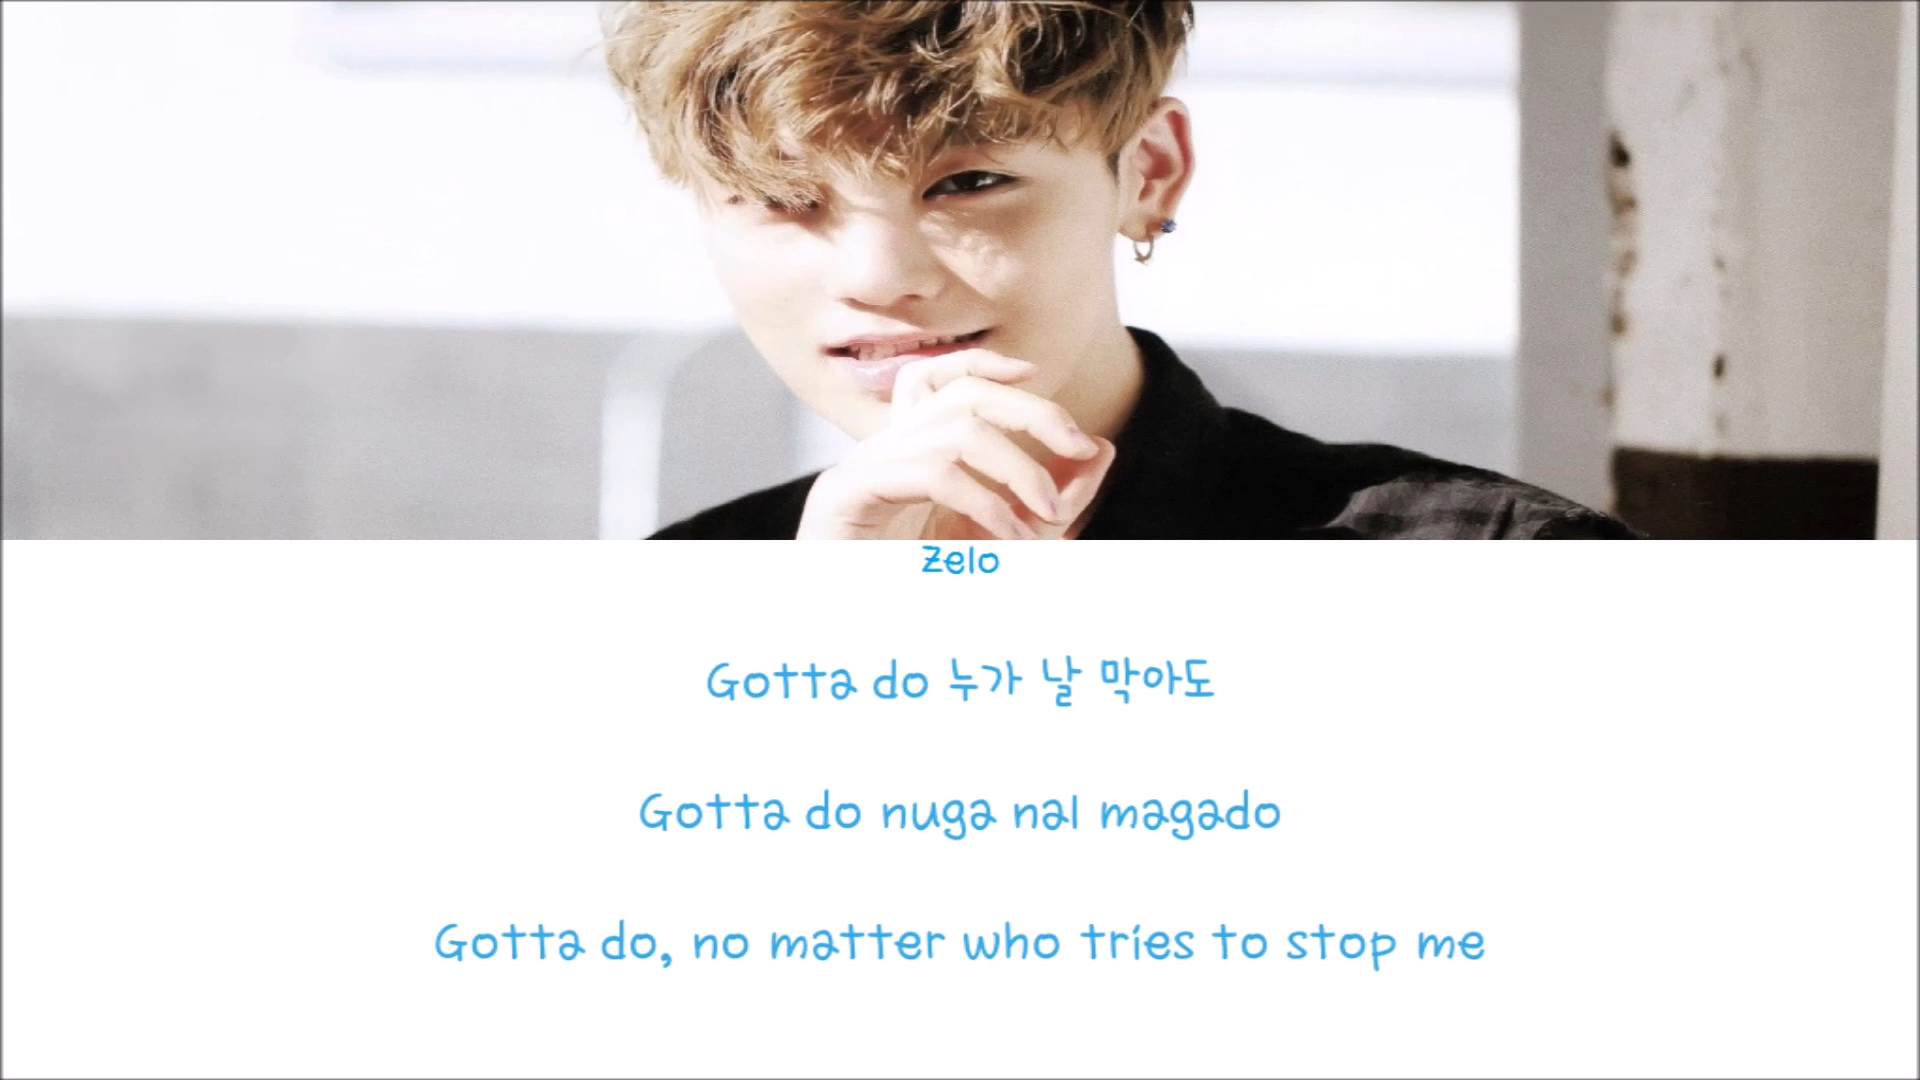 Zelo
Gotta do 누가 날 막아도
Gotta do nuga nal magado
Gotta do, no matter who tries to stop me